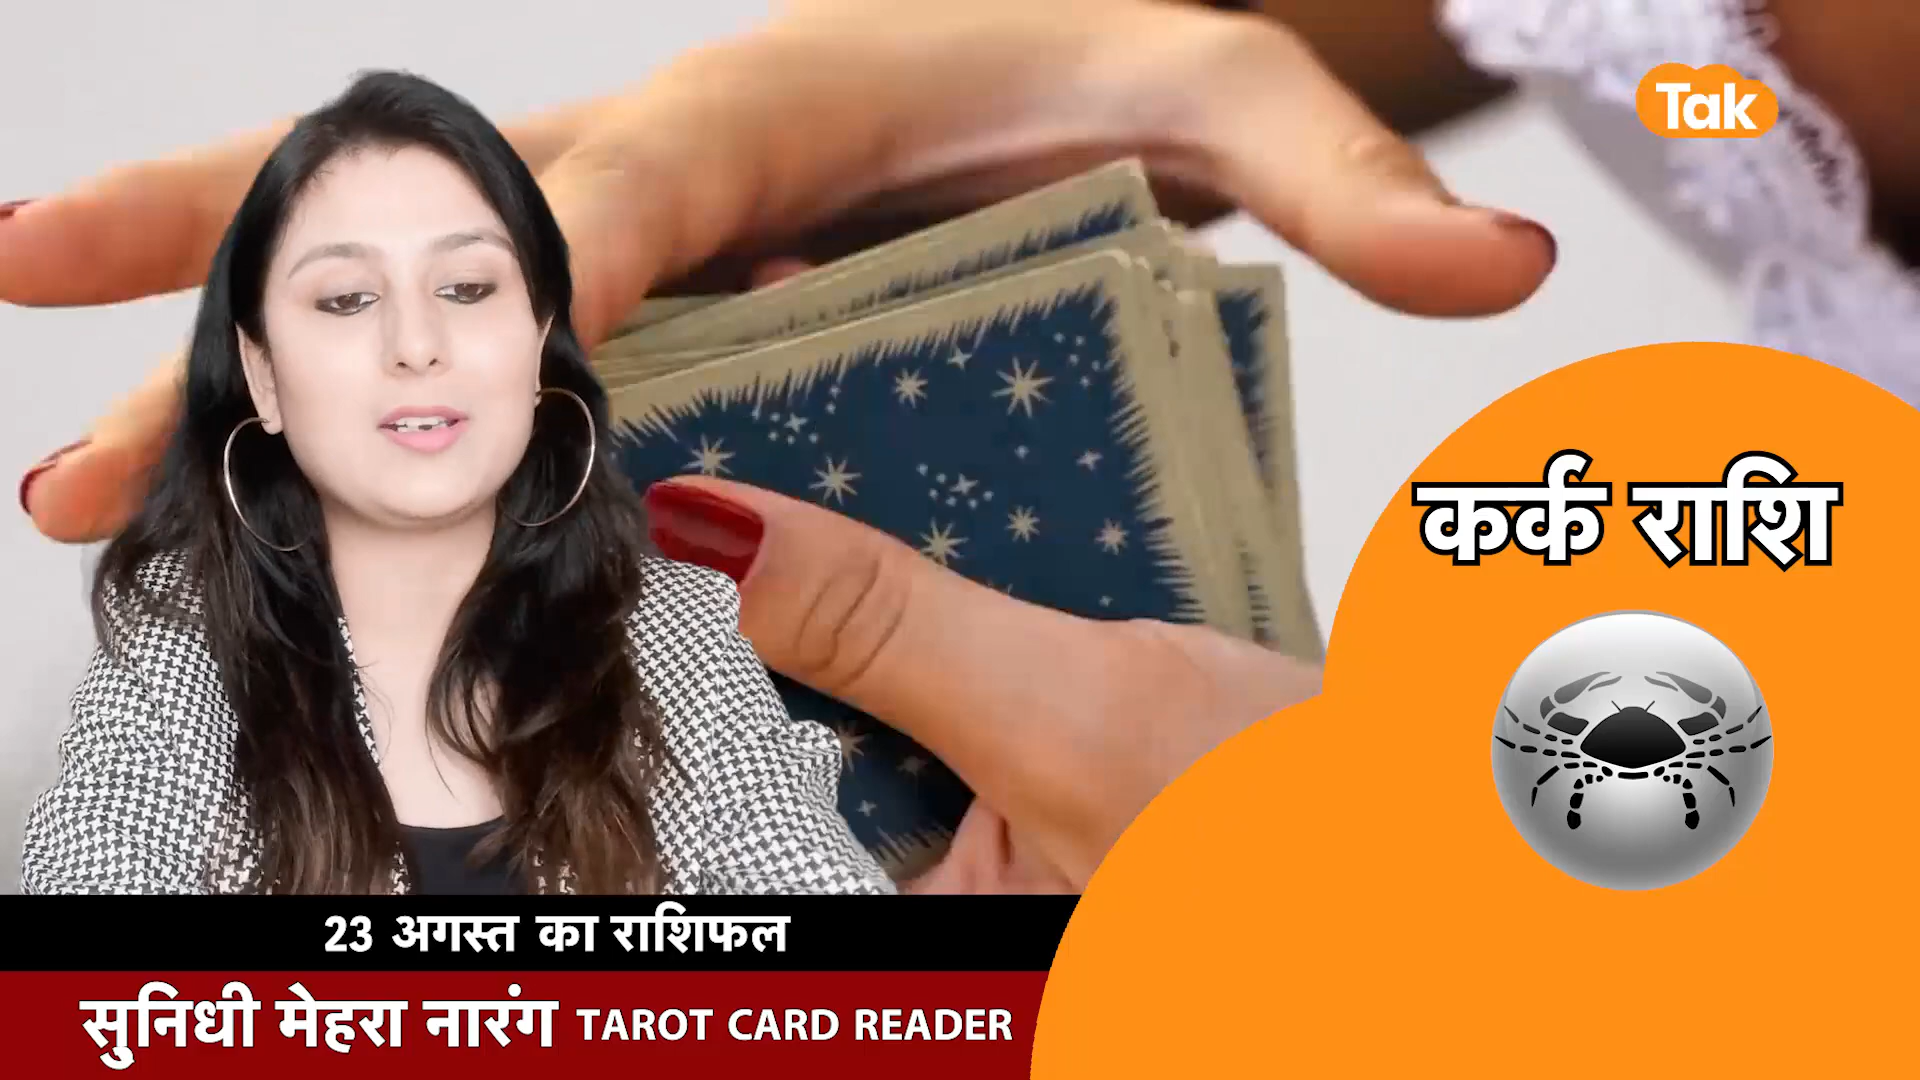 Tak
कर्क राशि
23 अगस्त का राशिफल
सुनिधी मेहरा नारंग TAROT CARD READER